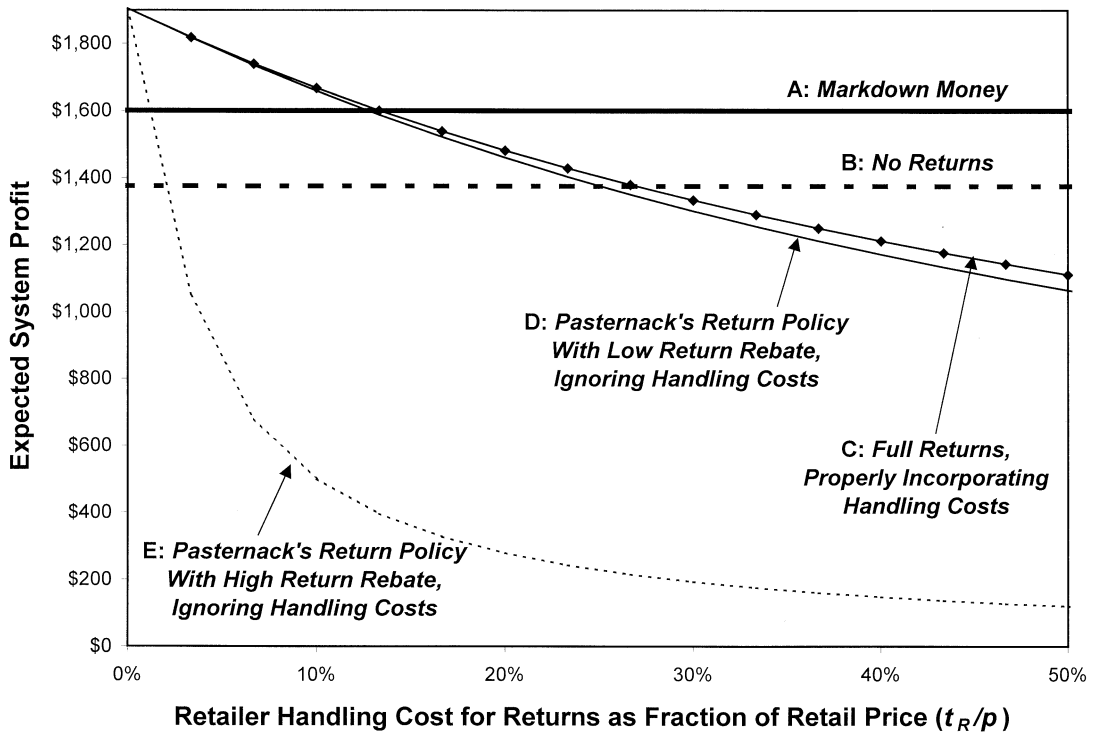 $1,800
$1,600
$1,400
$1,200
$1,000
$800
$600
$400
$200
$0
Expected System Profit
A: Markdown Money
B: No Returns
D: Pasternack's Return Policy
With Low Return Rebate,
Ignoring Handling Costs
C: Full Returns,
Properly Incorporating
Handling Costs
E: Pasternack's Return Policy
With High Return Rebate,
Ignoring Handling Costs
0% 10% 20% 30% 40% 50%
Retailer Handling Cost for Returns as Fraction of Retail Price (t R /p )